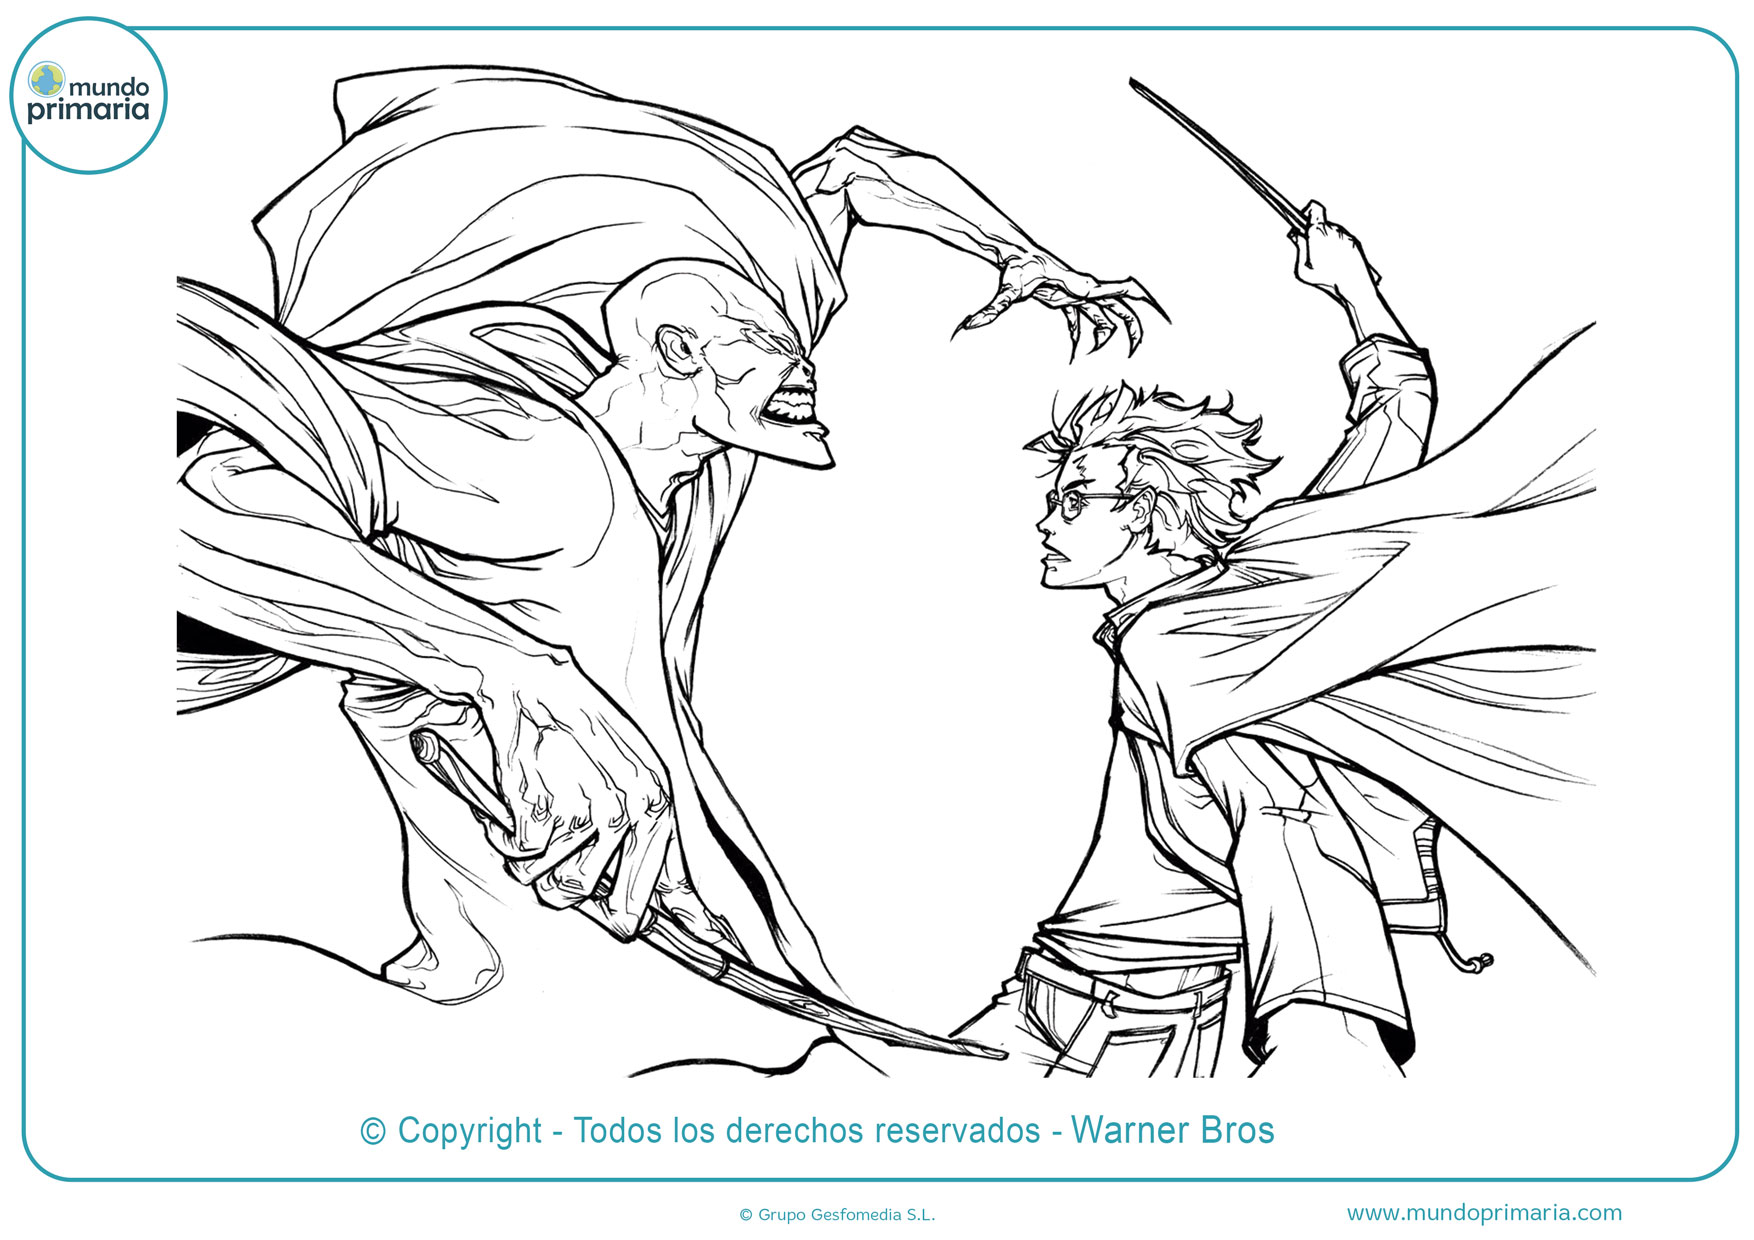 mundo
primaria
© Copyright - Todos los derechos reservados - Warner Bros
© Grupo Gesfomedia S.L.
www.mundoprimaria.com